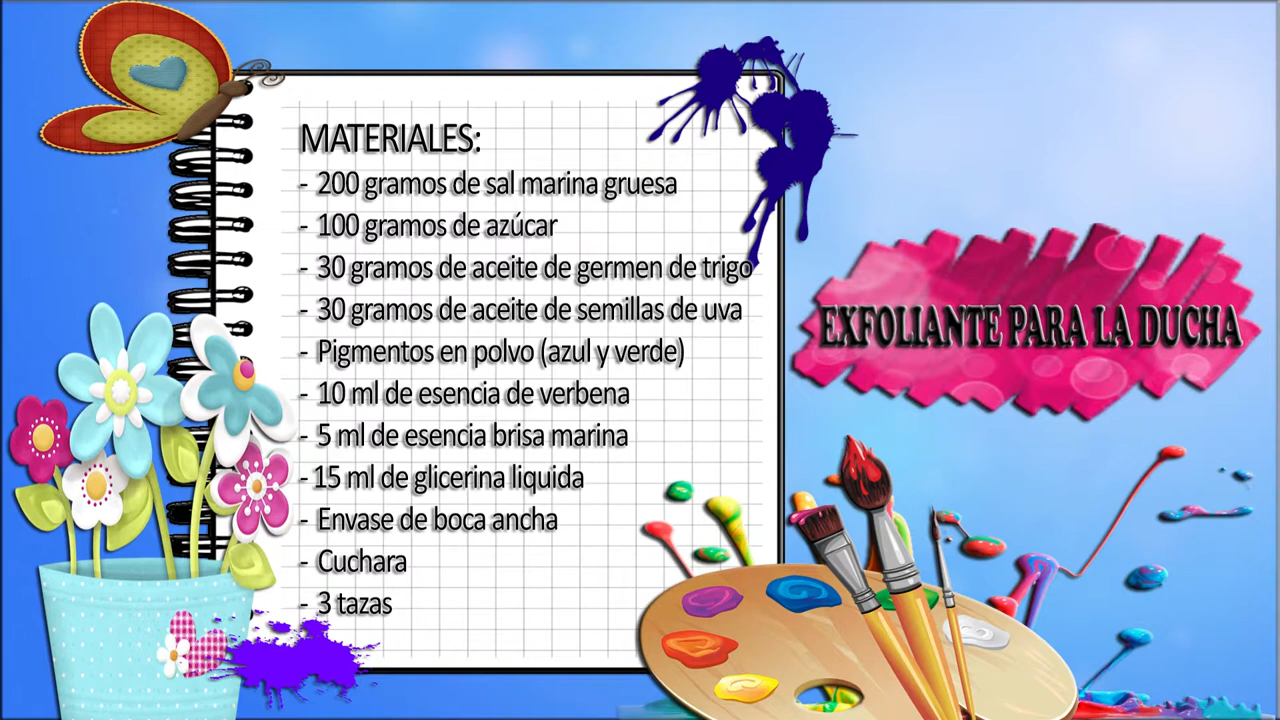 MATERIALES:
- 200 gramos de sal marina gruesa
- 100 gramos de azúcar
- 30 gramos de aceite de germen de trigo
- 30 gramos de aceite de semillas de uva
- Pigmentos en polvo (azul y verde)
- 10 ml de esencia de verbena
- 5 ml de esencia brisa marina
- 15 ml de glicerina liquida
- Envase de boca ancha
- Cuchara
- 3 tazas
EXFOLIANTE PARA LA DUCHA